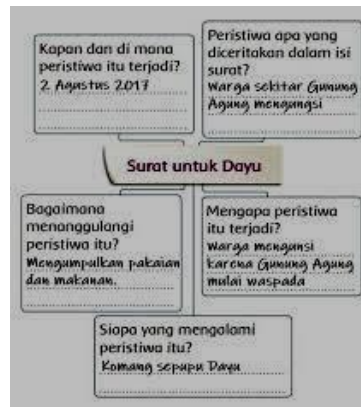 Kapan dan di mana
peristiwa itu terjadi?
2 Agustus 2017
Peristiwa apa yang
diceritakan dalam isi
surat?
Warga sekitar Gunung
Agung mengungsi
Surat untuk Dayu
Bagaimana
menanggulangi
peristiwa itu?
Mengumpulkan pakaian
dan makanan.
Mengapa peristiwa
itu terjadi?
Warga mengunsi
karena Gunung Agung
mulai waspada
Siapa yang mengalami
peristiwa itu?
Komang sepupu Dayu